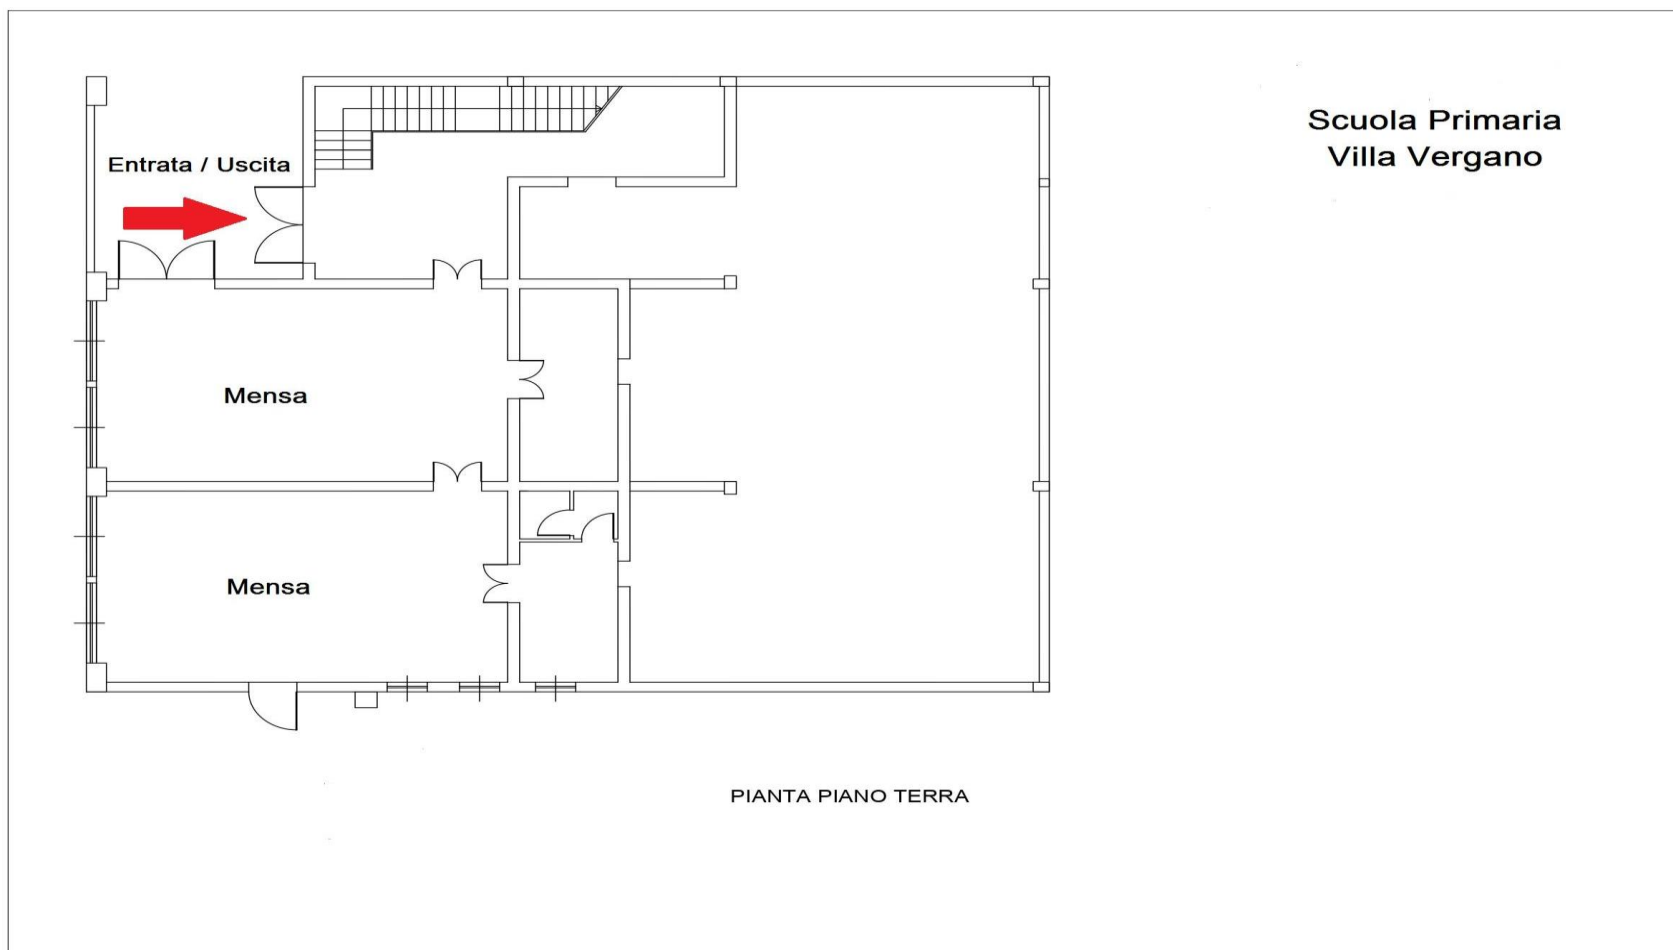 Scuola Primaria
Villa Vergano
Entrata / Uscita
Mensa
Mensa
PIANTA PIANO TERRA